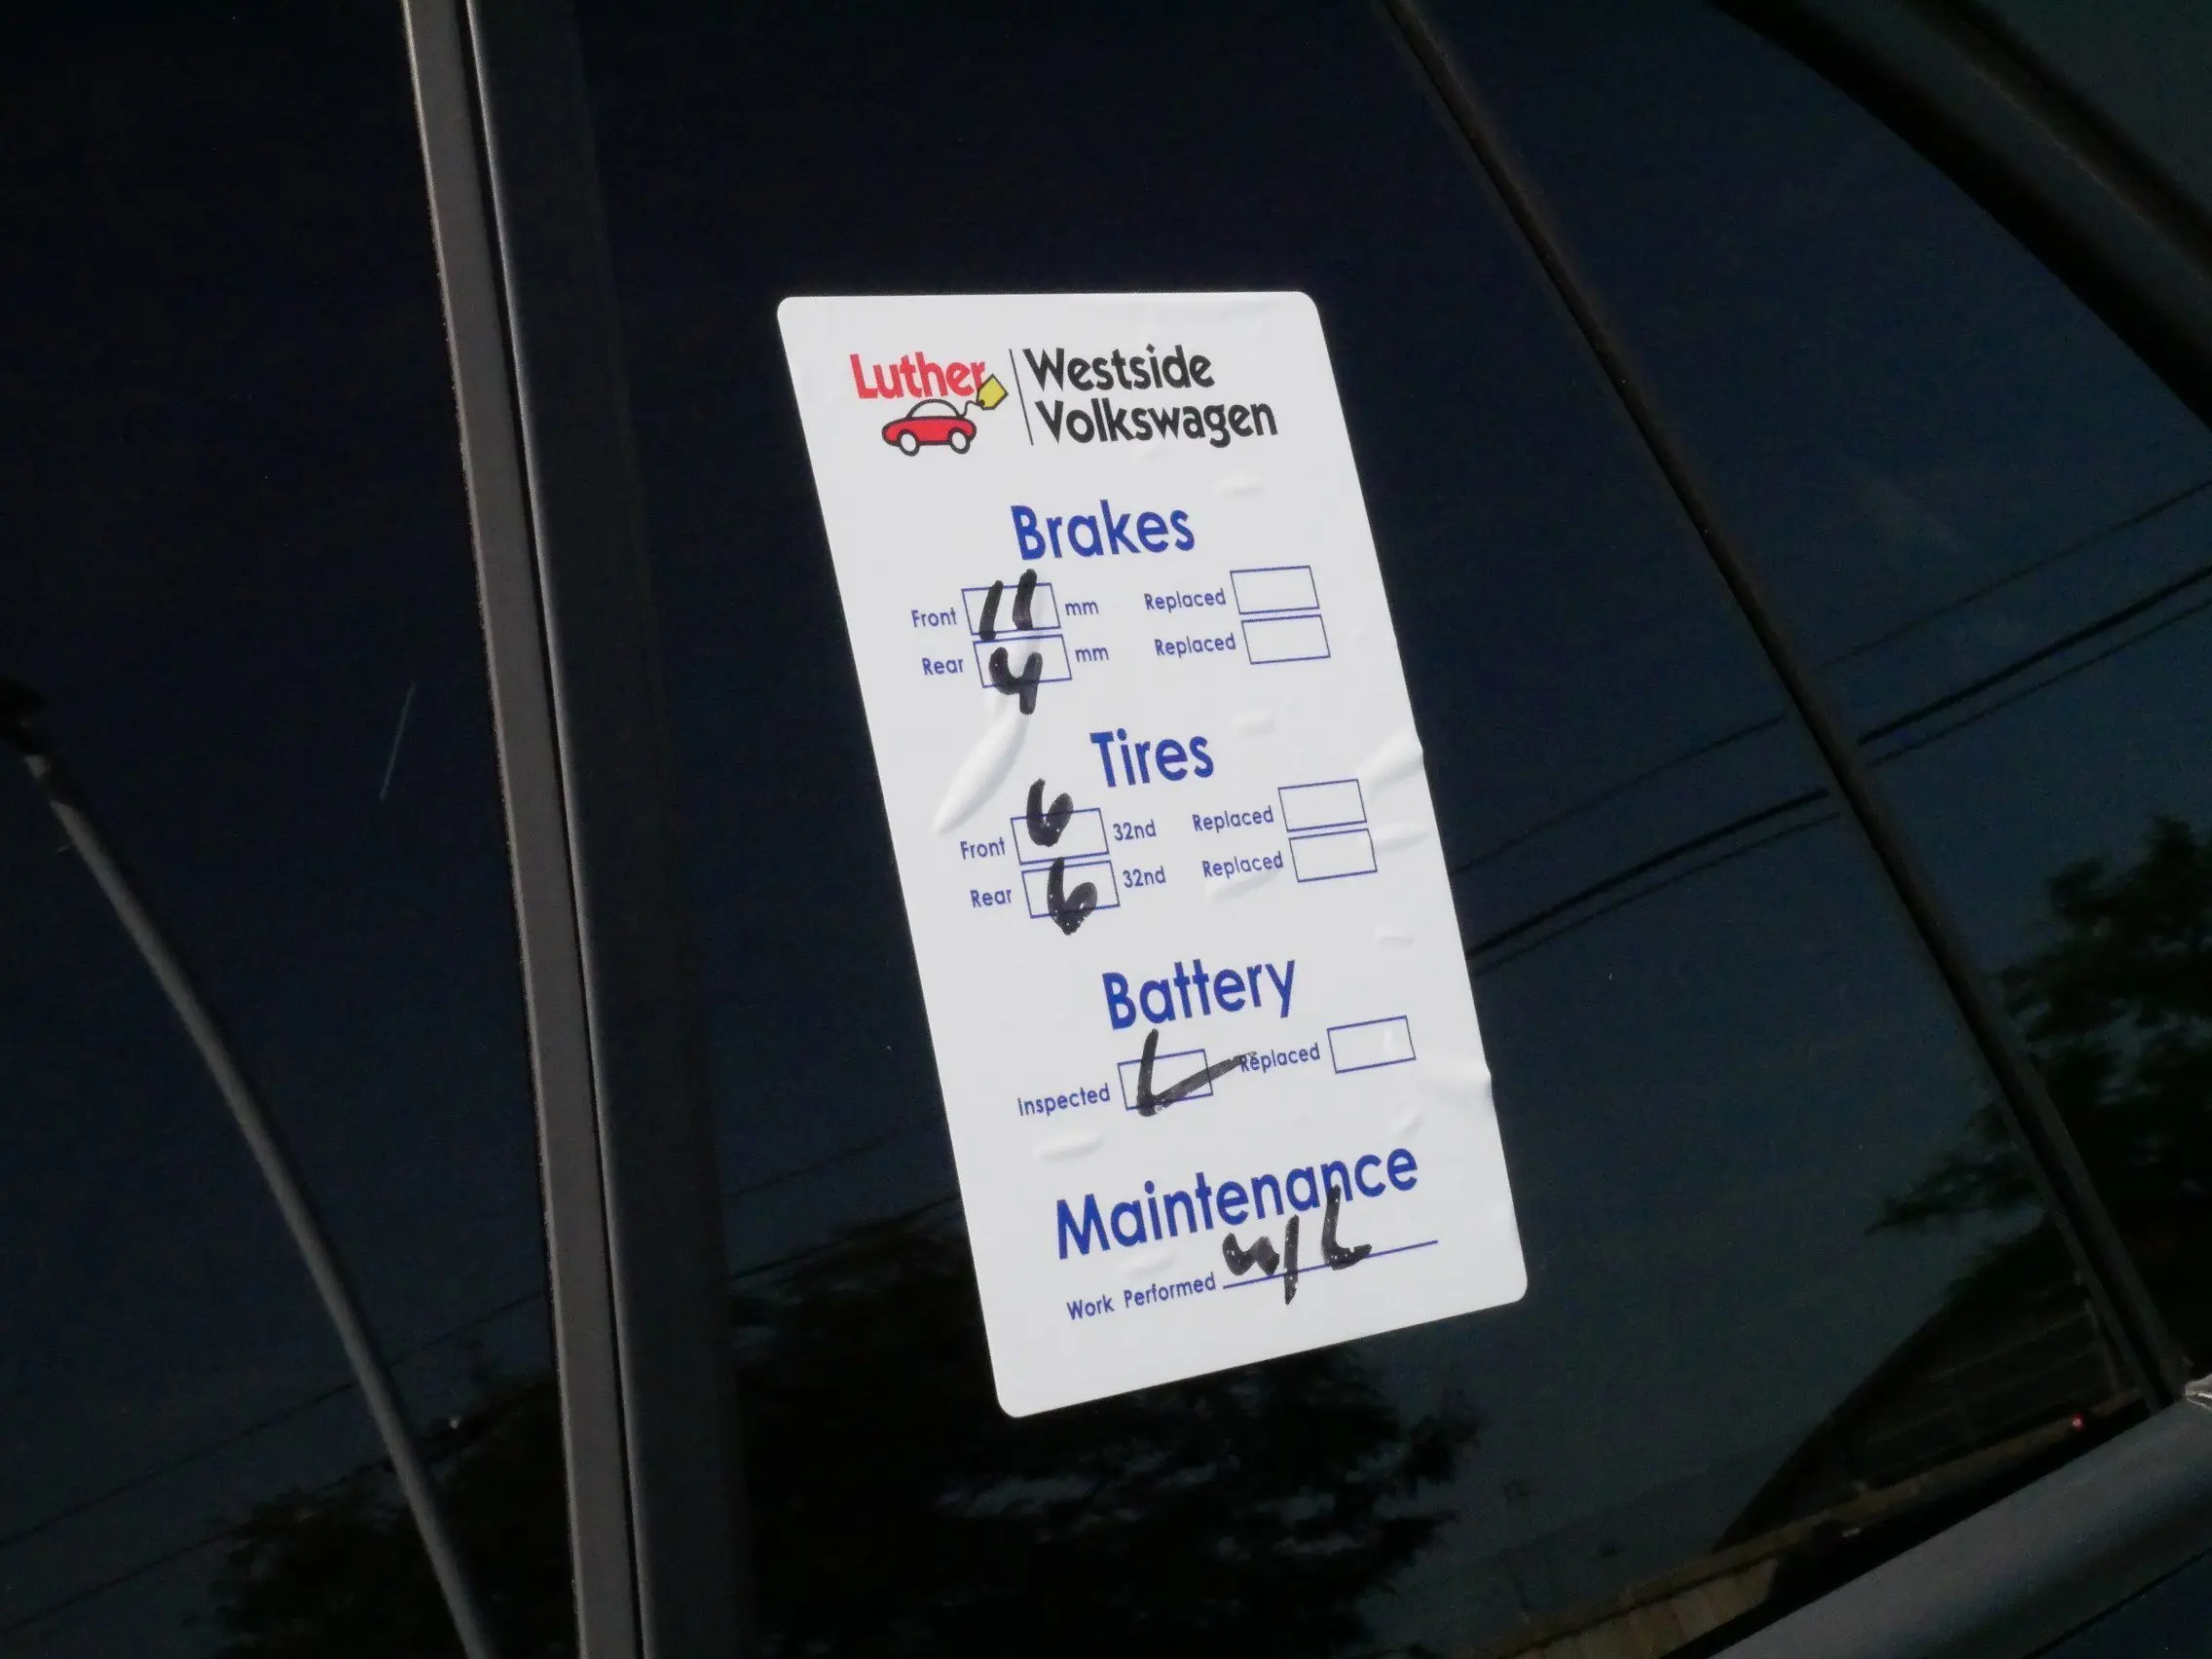 Luther Westside
Volkswagen
Brakes
Front 11 mm Replaced
Rear 4 mm Replaced
Tires
Front 6 32nd Replaced
Rear 6 32nd Replaced
Battery
Inspected Replaced
Maintenance
Work Performed